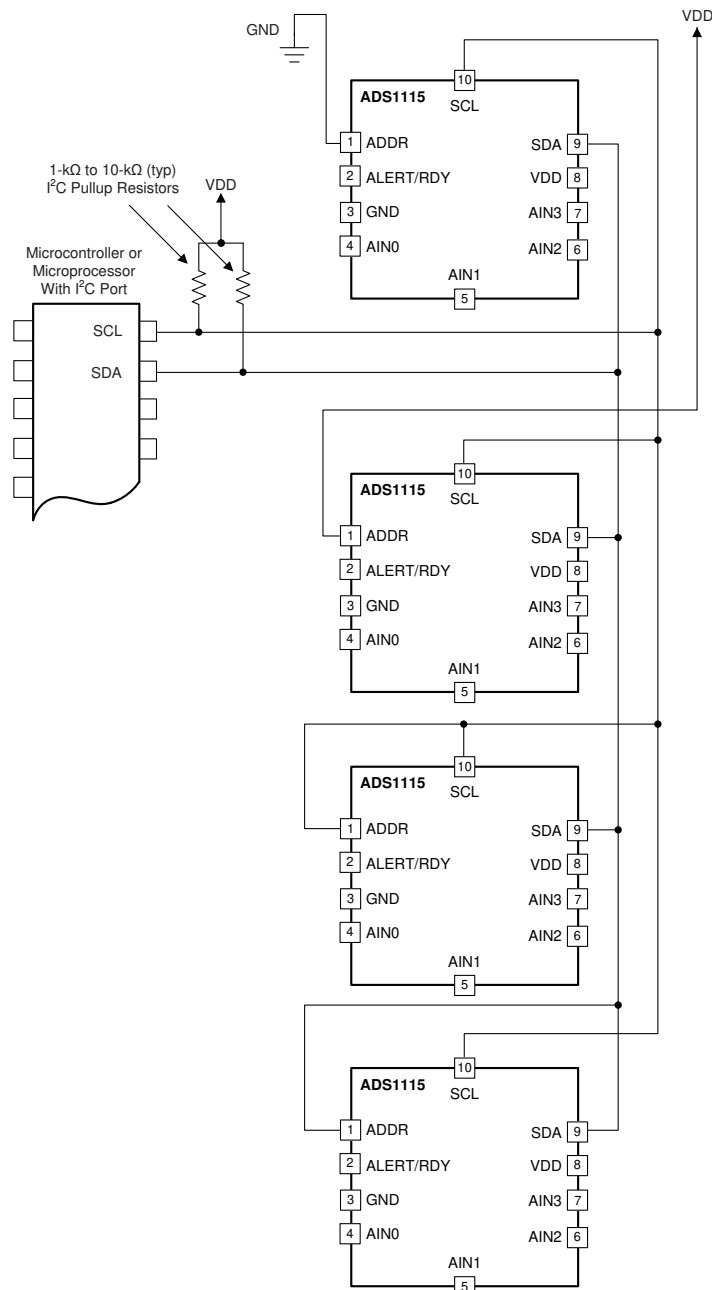 GND
VDD
10
ADS1115
SCL
1 ADDR
SDA 9
2 ALERT/RDY
VDD 8
3 GND
AIN3 7
4 AIN0
AIN2 6
AIN1
5
1-kΩ to 10-kΩ (typ)
I²C Pullup Resistors
VDD
Microcontroller or
Microprocessor
With I²C Port
SCL
SDA
10
ADS1115
SCL
1 ADDR
SDA 9
2 ALERT/RDY
VDD 8
3 GND
AIN3 7
4 AIN0
AIN2 6
AIN1
5
10
ADS1115
SCL
1 ADDR
SDA 9
2 ALERT/RDY
VDD 8
3 GND
AIN3 7
4 AIN0
AIN2 6
AIN1
5
10
ADS1115
SCL
1 ADDR
SDA 9
2 ALERT/RDY
VDD 8
3 GND
AIN3 7
4 AIN0
AIN2 6
AIN1
5